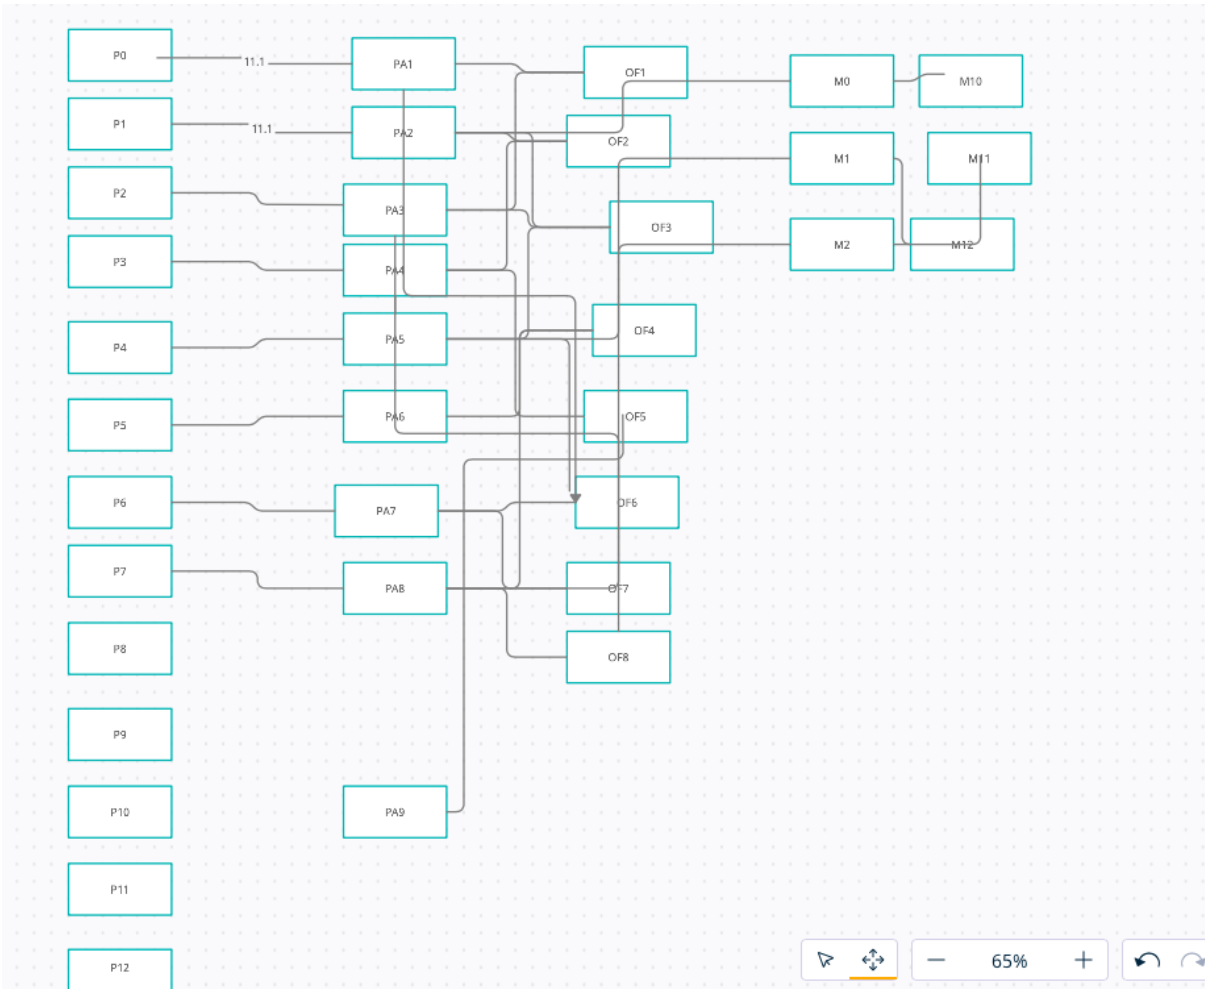 P0
11.1
PA1
OF1
M0
M10
P1
11.1
PA2
OF2
M1
M11
P2
PA3
OF3
M2
M12
P3
PA4
P4
PA5
OF4
P5
PA6
OF5
P6
PA7
OF6
P7
PA8
OF7
P8
OF8
P9
P10
PA9
P11
P12
65%